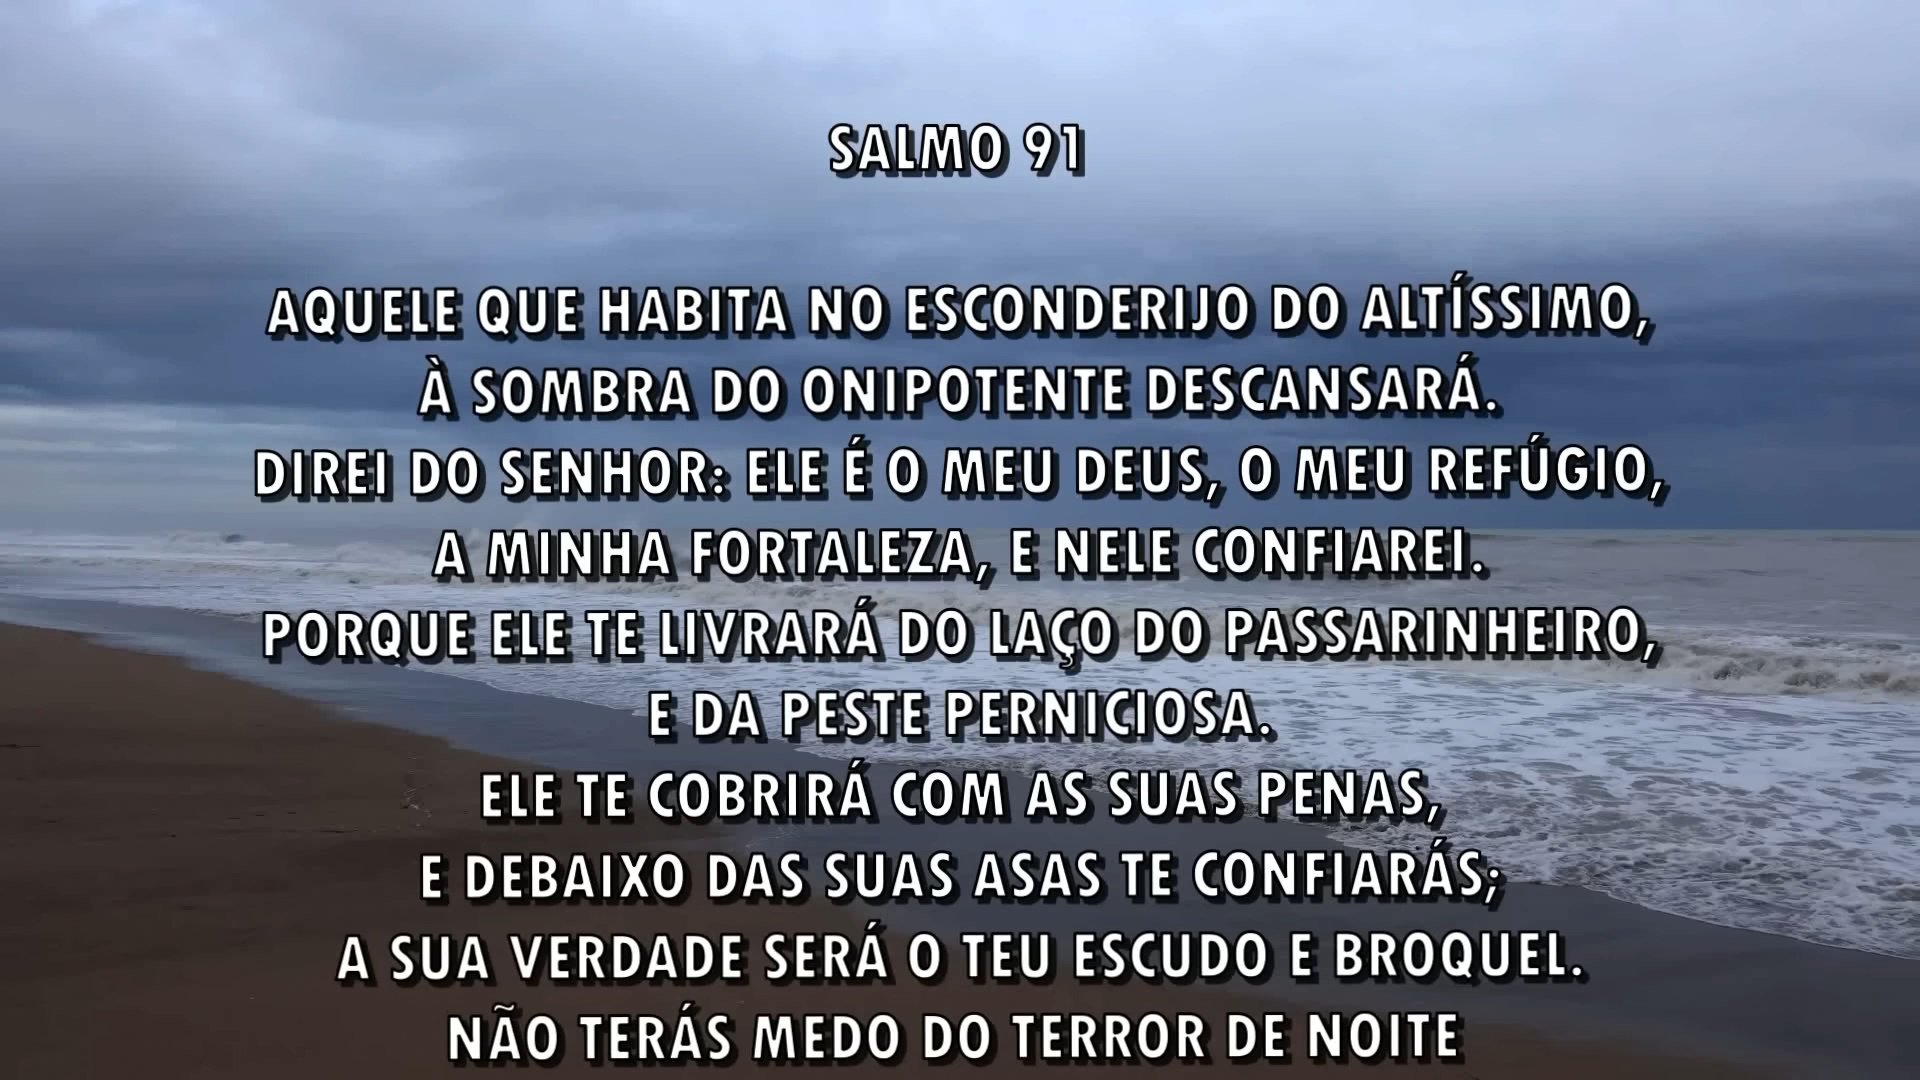 SALMO 91
AQUELE QUE HABITA NO ESCONDERIJO DO ALTÍSSIMO,
À SOMBRA DO ONIPOTENTE DESCANSARÁ.
DIREI DO SENHOR: ELE É O MEU DEUS, O MEU REFÚGIO,
A MINHA FORTALEZA, E NELE CONFIAREI.
PORQUE ELE TE LIVRARÁ DO LAÇO DO PASSARINHEIRO,
E DA PESTE PERNICIOSA.
ELE TE COBRIRÁ COM AS SUAS PENAS,
E DEBAIXO DAS SUAS ASAS TE CONFIARÁS;
A SUA VERDADE SERÁ O TEU ESCUDO E BROQUEL.
NÃO TERÁS MEDO DO TERROR DE NOITE